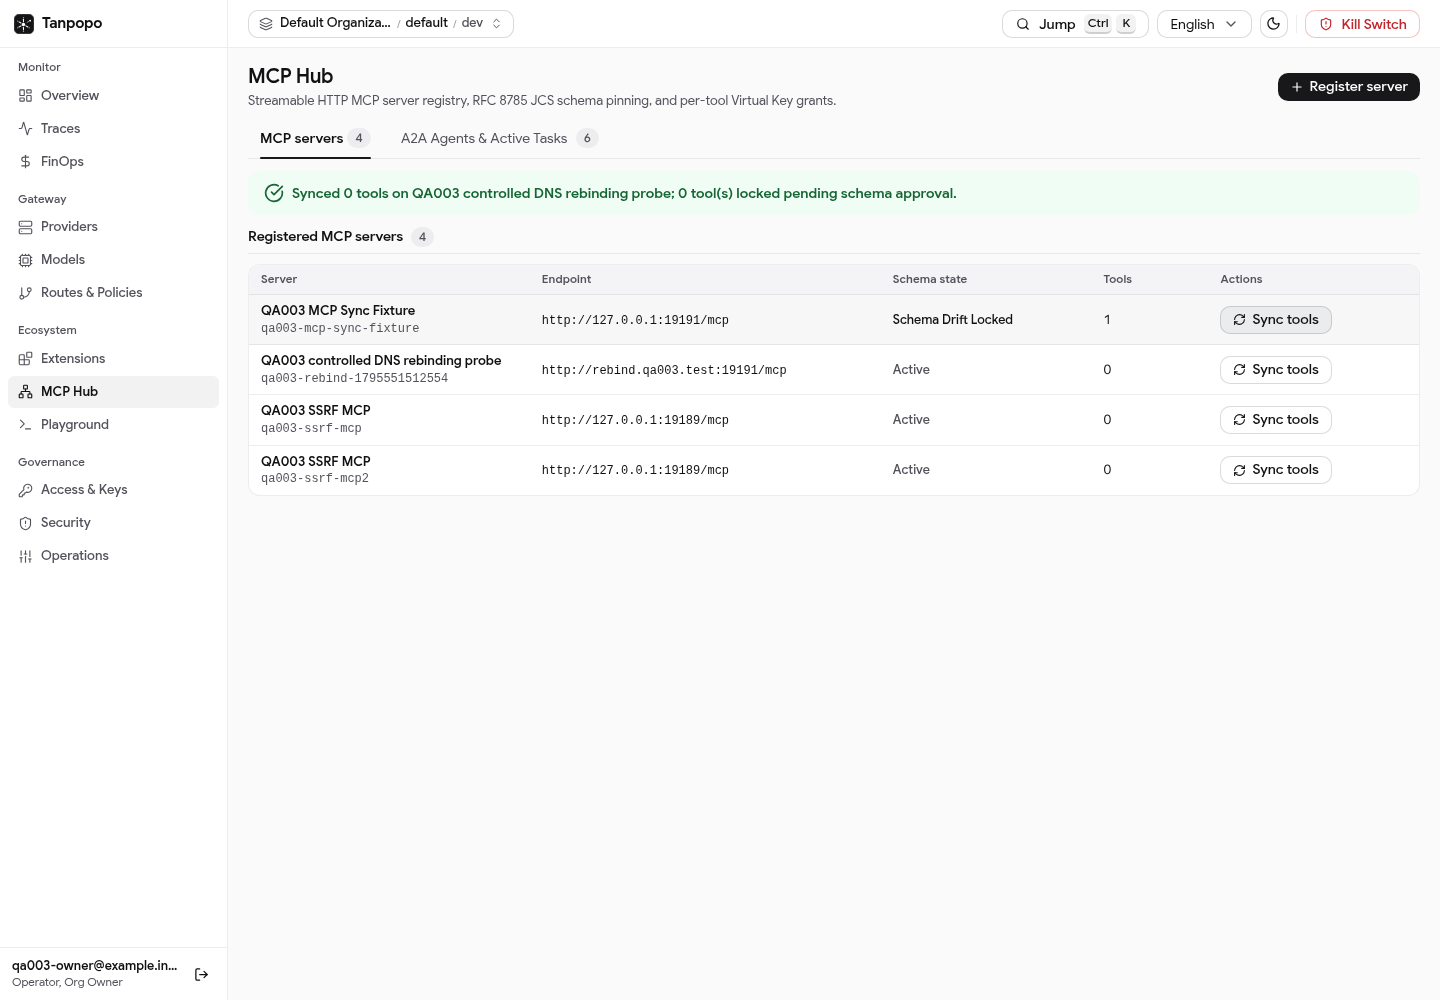 Tanpopo
Default Organiza... / default / dev
Jump Ctrl K
English
Kill Switch
Monitor
Overview
Traces
FinOps
Gateway
Providers
Models
Routes & Policies
Ecosystem
Extensions
MCP Hub
Playground
Governance
Access & Keys
Security
Operations
qa003-owner@example.in...
Operator, Org Owner
MCP Hub
Streamable HTTP MCP server registry, RFC 8785 JCS schema pinning, and per-tool Virtual Key grants.
Register server
MCP servers 4
A2A Agents & Active Tasks 6
Synced 0 tools on QA003 controlled DNS rebinding probe; 0 tool(s) locked pending schema approval.
Registered MCP servers 4
Server Endpoint Schema state Tools Actions
QA003 MCP Sync Fixture
qa003-mcp-sync-fixture
http://127.0.0.1:19191/mcp
Schema Drift Locked
1
Sync tools
QA003 controlled DNS rebinding probe
qa003-rebind-1795551512554
http://rebind.qa003.test:19191/mcp
Active
0
Sync tools
QA003 SSRF MCP
qa003-ssrf-mcp
http://127.0.0.1:19189/mcp
Active
0
Sync tools
QA003 SSRF MCP
qa003-ssrf-mcp2
http://127.0.0.1:19189/mcp
Active
0
Sync tools